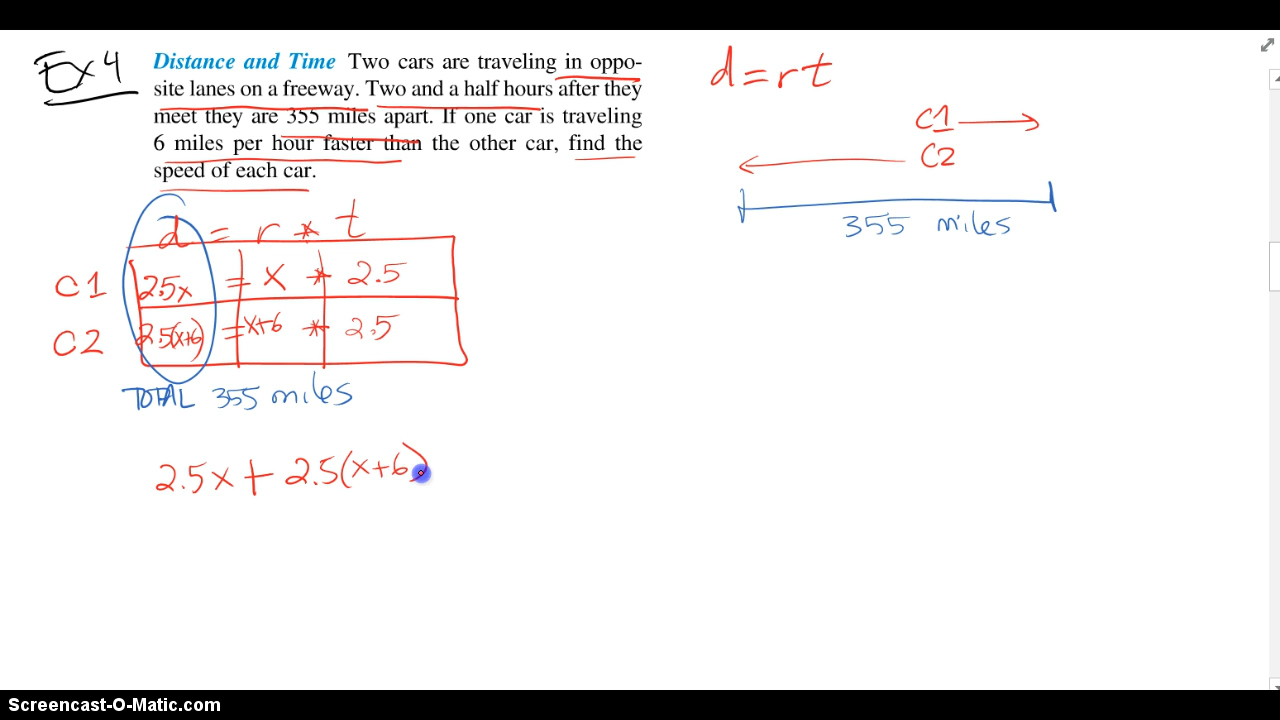 Ex 4
Distance and Time Two cars are traveling in oppo-
site lanes on a freeway. Two and a half hours after they
meet they are 355 miles apart. If one car is traveling
6 miles per hour faster than the other car, find the
speed of each car.
d = r t
C1
C2
355 miles
d = r * t
C1 2.5x = x * 2.5
C2 2.5(x+6) = x+6 * 2.5
TOTAL 355 miles
2.5x + 2.5(x+6)
Screencast-O-Matic.com